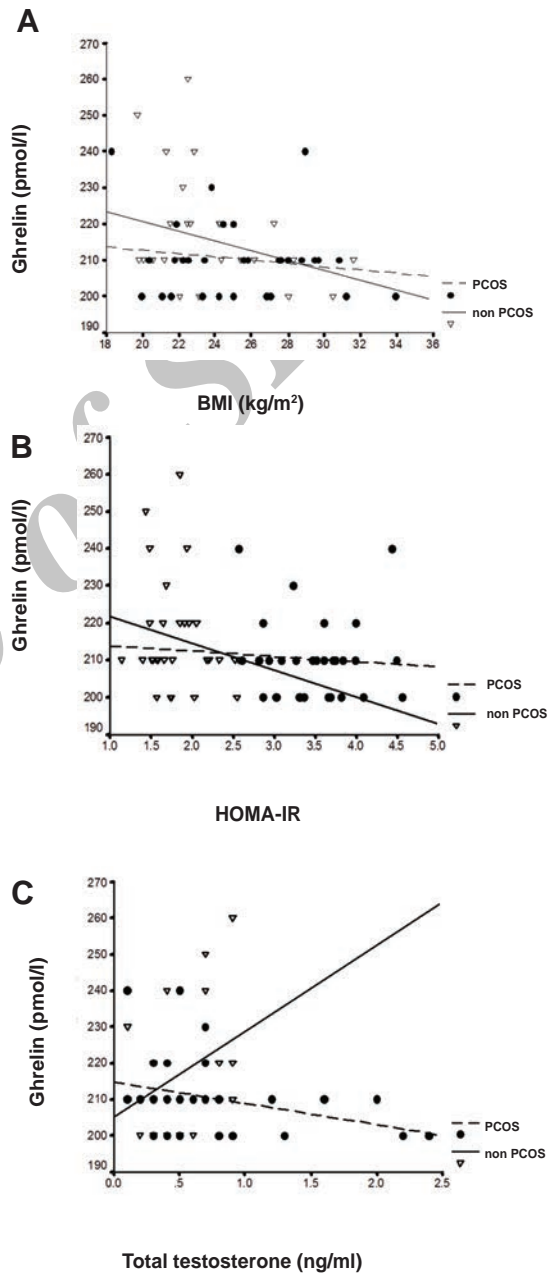 A
Ghrelin (pmol/l)
270
260
250
240
230
220
210
200
190
18 20 22 24 26 28 30 32 34 36
PCOS
non PCOS
BMI (kg/m²)
B
Ghrelin (pmol/l)
270
260
250
240
230
220
210
200
190
1.0 1.5 2.0 2.5 3.0 3.5 4.0 4.5 5.0
PCOS
non PCOS
HOMA-IR
C
Ghrelin (pmol/l)
270
260
250
240
230
220
210
200
190
0.0 .5 1.0 1.5 2.0 2.5
PCOS
non PCOS
Total testosterone (ng/ml)